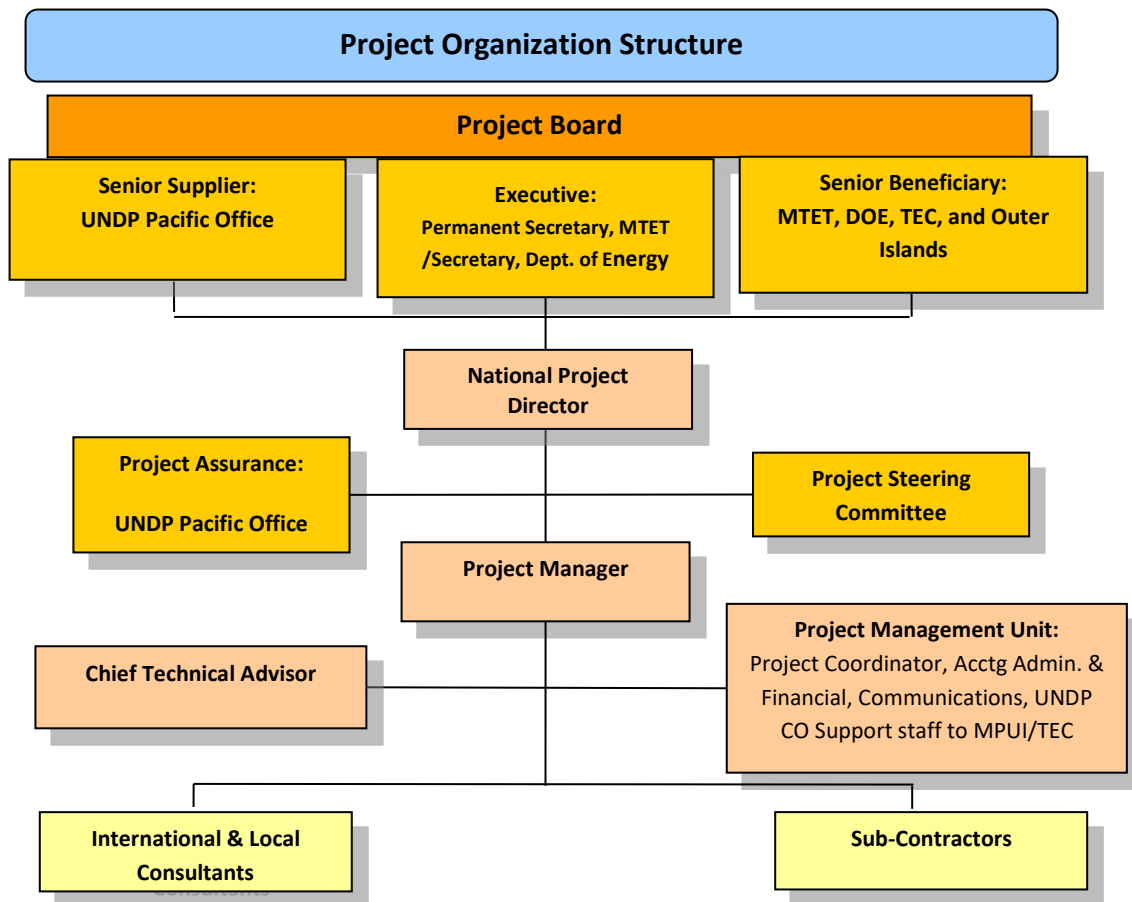 Project Organization Structure
Project Board
Senior Supplier:
UNDP Pacific Office
Executive:
Permanent Secretary, MTET
/Secretary, Dept. of Energy
Senior Beneficiary:
MTET, DOE, TEC, and Outer
Islands
National Project
Director
Project Assurance:
UNDP Pacific Office
Project Steering
Committee
Project Manager
Chief Technical Advisor
Project Management Unit:
Project Coordinator, Acctg Admin. &
Financial, Communications, UNDP
CO Support staff to MPUI/TEC
International & Local
Consultants
Sub-Contractors